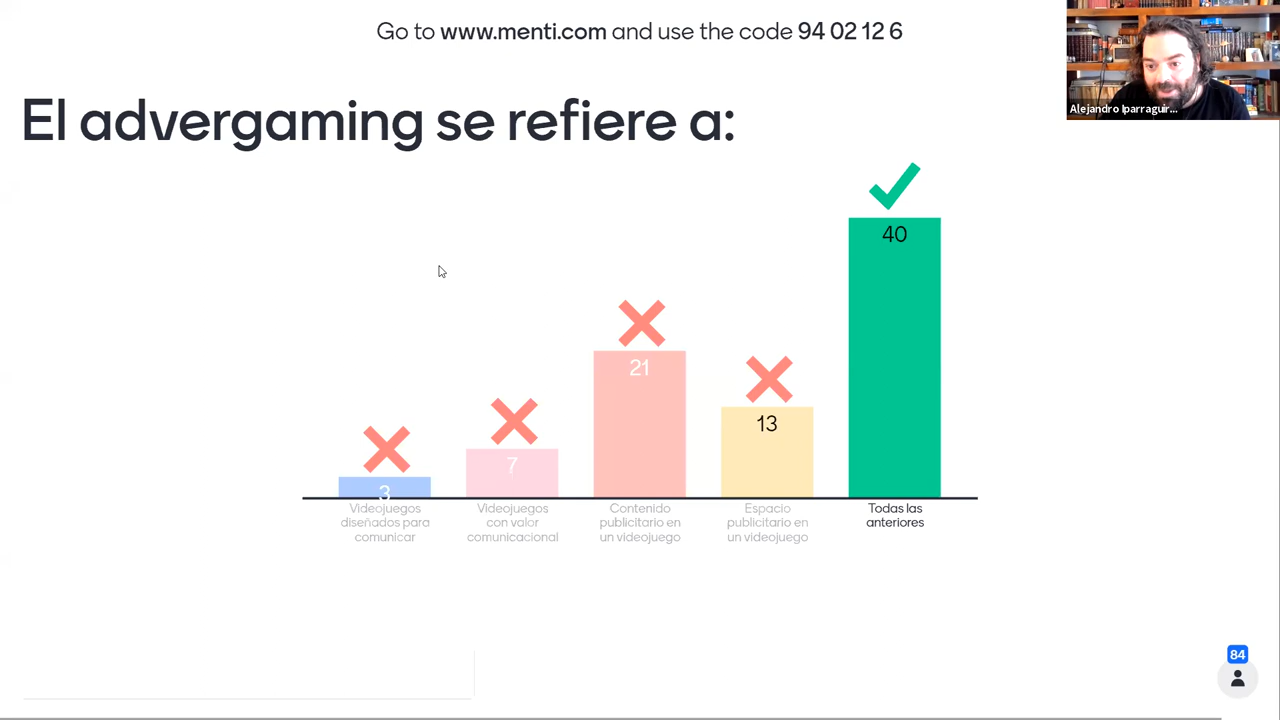 Go to www.menti.com and use the code 94 02 12 6
Alejandro Iparraguir...
El advergaming se refiere a:
40
21
13
7
3
Videojuegos
diseñados para
comunicar
Videojuegos
con valor
comunicacional
Contenido
publicitario en
un videojuego
Espacio
publicitario en
un videojuego
Todas las
anteriores
84